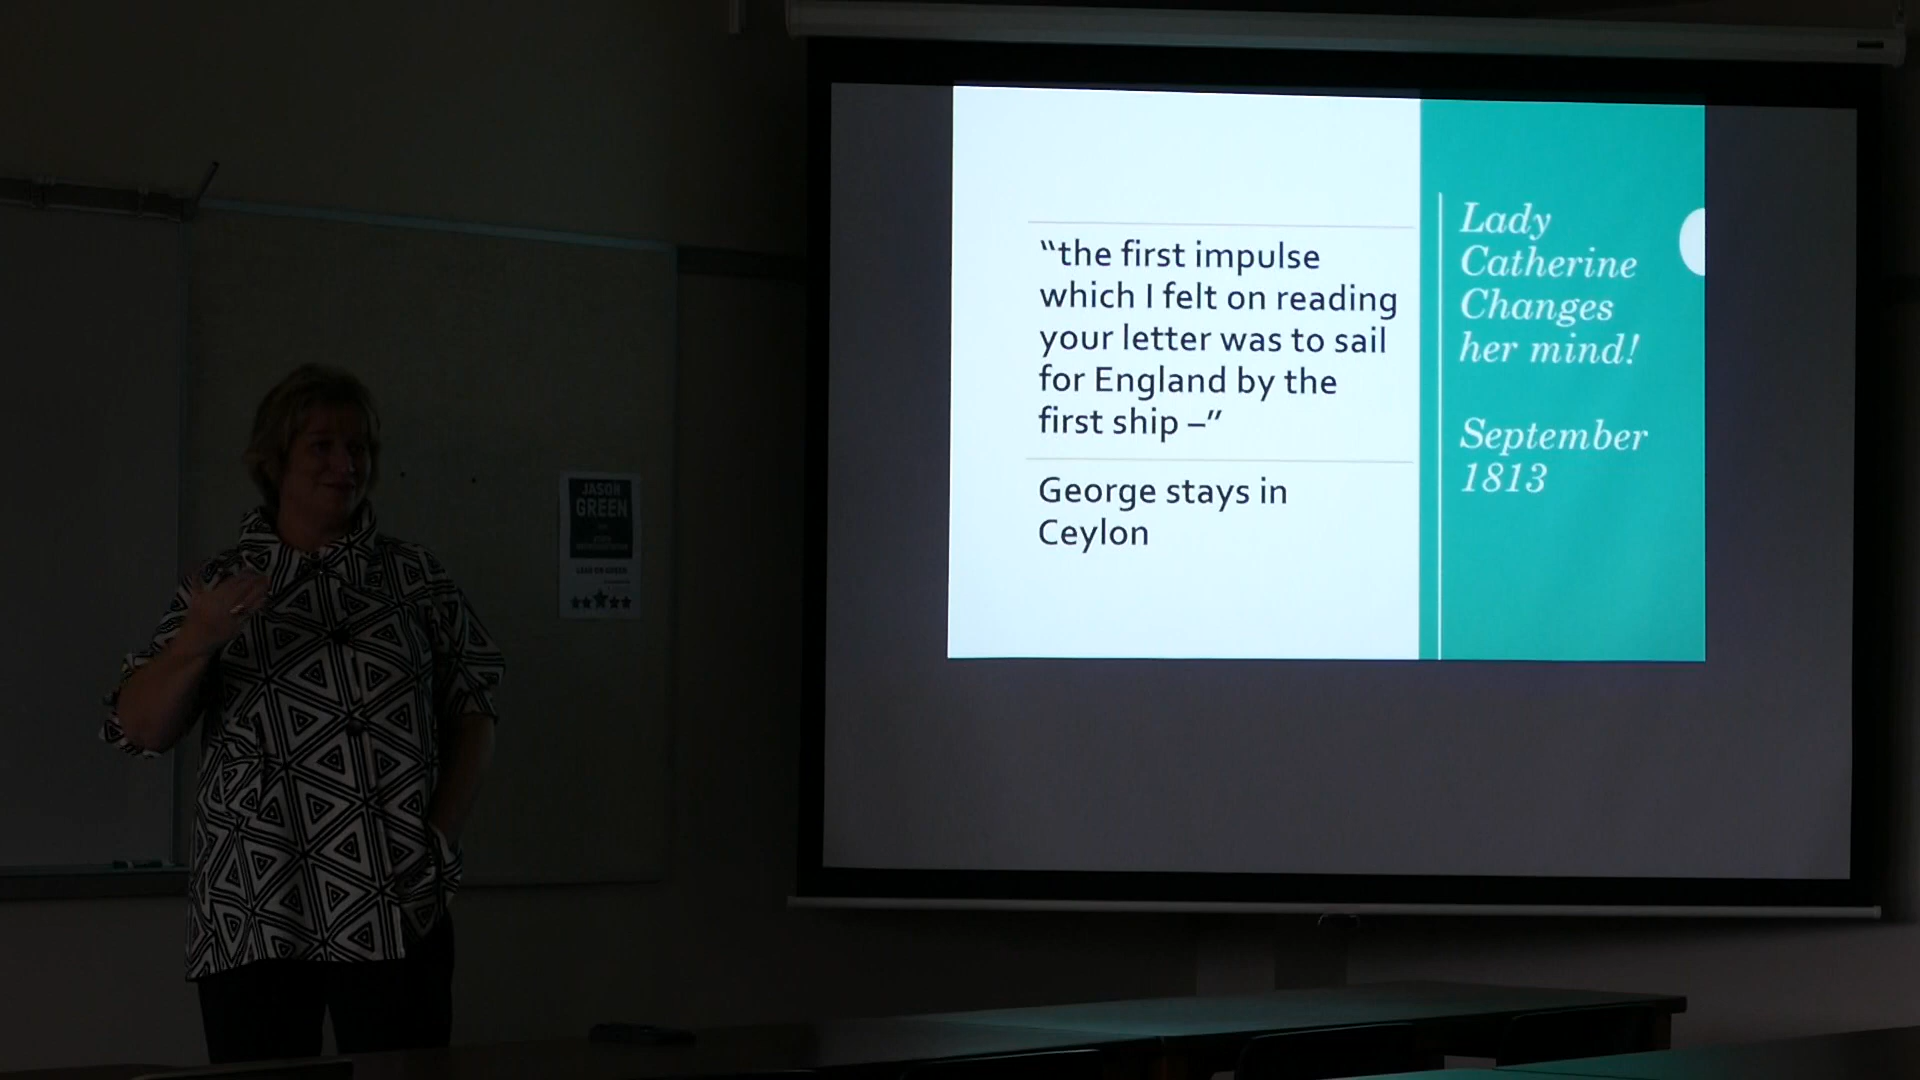 JASON
GREEN
“the first impulse
which I felt on reading
your letter was to sail
for England by the
first ship –”
George stays in
Ceylon
Lady
Catherine
Changes
her mind!
September
1813